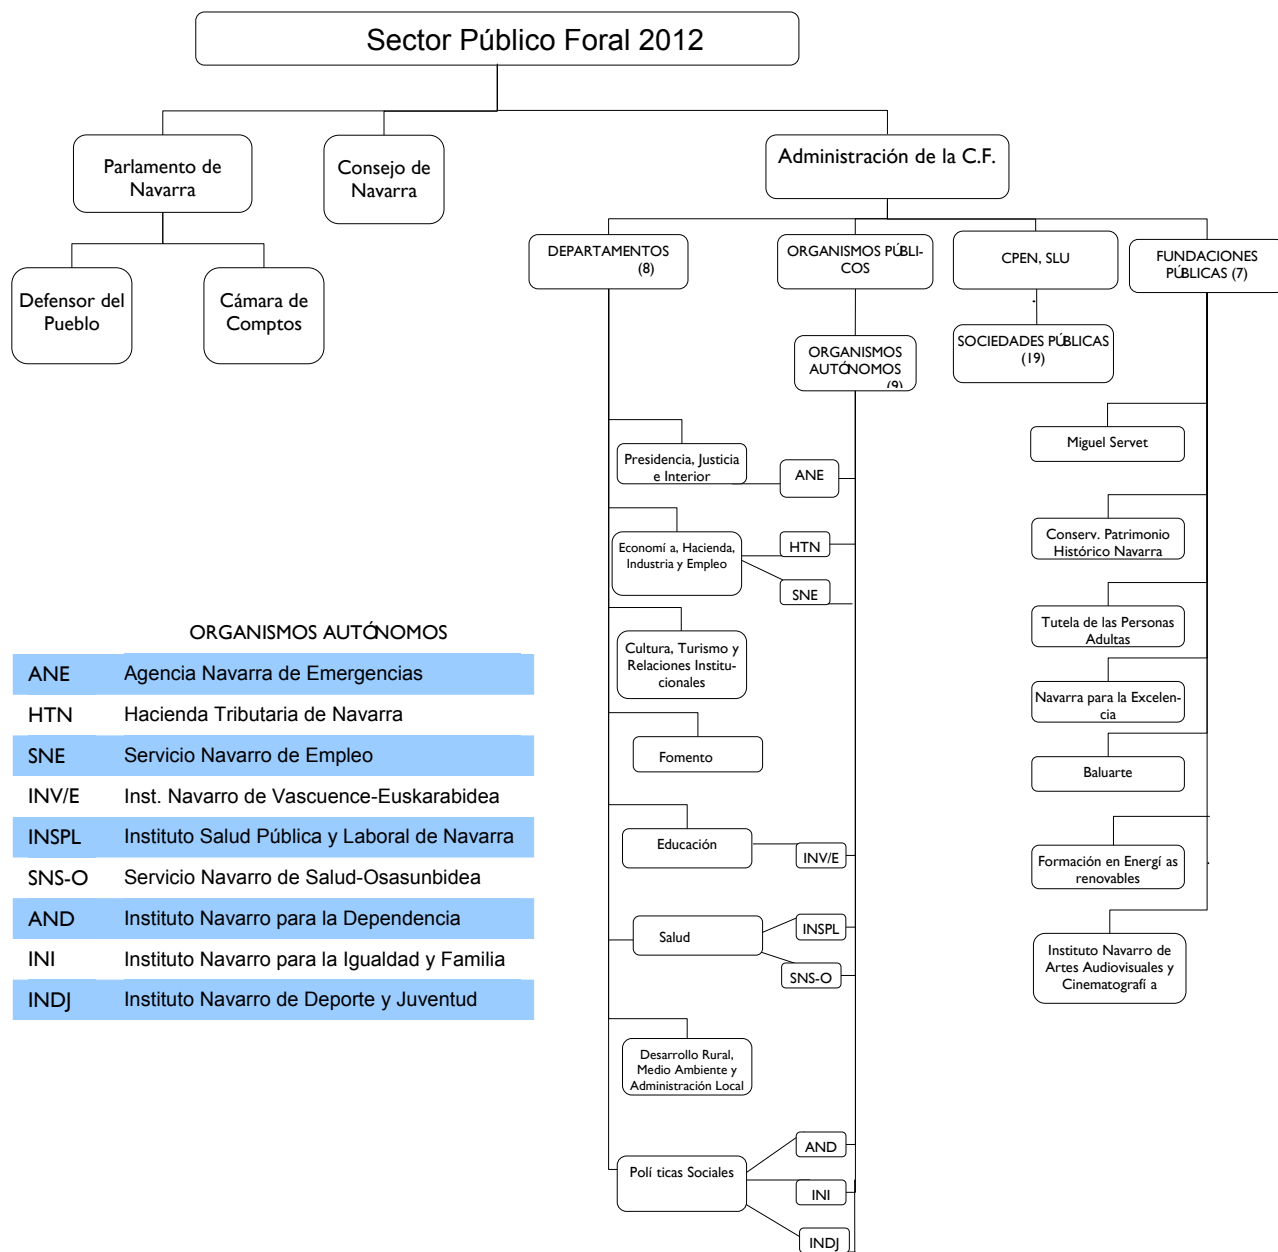 Sector Público Foral 2012
Parlamento de
Navarra
Consejo de
Navarra
Administración de la C.F.
Defensor del
Pueblo
Cámara de
Comptos
DEPARTAMENTOS
(8)
ORGANISMOS PÚBLI-
COS
CPEN, SLU
FUNDACIONES
PÚBLICAS (7)
ORGANISMOS
AUTÓNOMOS
(9)
SOCIEDADES PÚBLICAS
(19)
Presidencia, Justicia
e Interior
ANE
Economí a, Hacienda,
Industria y Empleo
HTN
SNE
Cultura, Turismo y
Relaciones Institu-
cionales
Fomento
Educación
INV/E
Salud
INSPL
SNS-O
Desarrollo Rural,
Medio Ambiente y
Administración Local
Polí ticas Sociales
AND
INI
INDJ
Miguel Servet
Conserv. Patrimonio
Histórico Navarra
Tutela de las Personas
Adultas
Navarra para la Excelen-
cia
Baluarte
Formación en Energí as
renovables
Instituto Navarro de
Artes Audiovisuales y
Cinematografí a
ORGANISMOS AUTÓNOMOS
ANE Agencia Navarra de Emergencias
HTN Hacienda Tributaria de Navarra
SNE Servicio Navarro de Empleo
INV/E Inst. Navarro de Vascuence-Euskarabidea
INSPL Instituto Salud Pública y Laboral de Navarra
SNS-O Servicio Navarro de Salud-Osasunbidea
AND Instituto Navarro para la Dependencia
INI Instituto Navarro para la Igualdad y Familia
INDJ Instituto Navarro de Deporte y Juventud